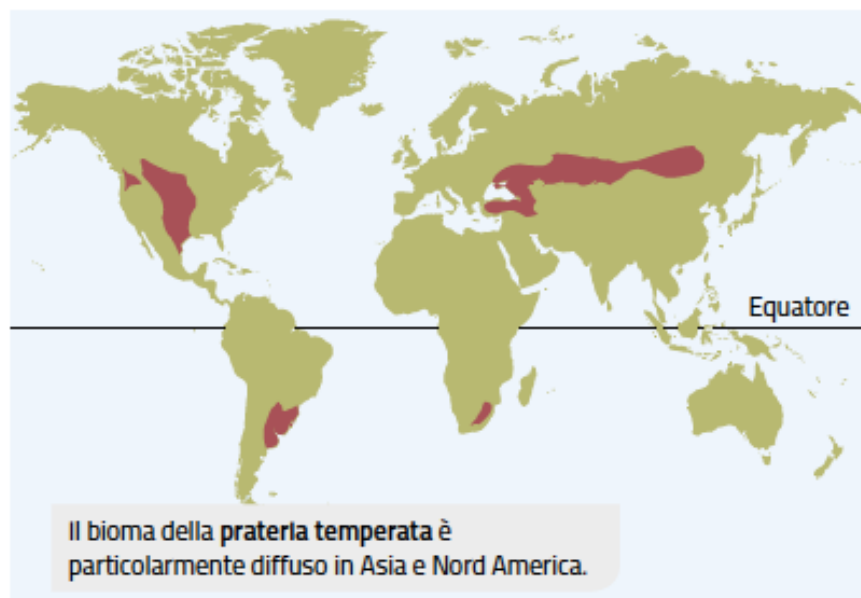 Equatore
Il bioma della prateria temperata è
particolarmente diffuso in Asia e Nord America.